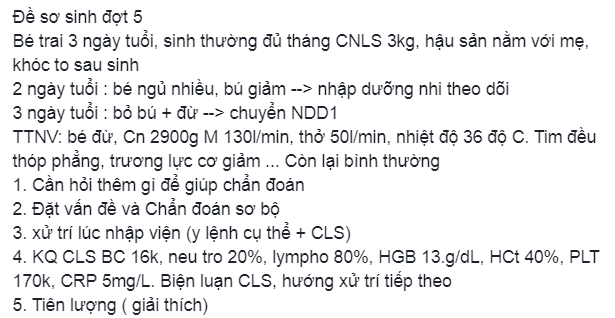 Đề sơ sinh đợt 5
Bé trai 3 ngày tuổi, sinh thường đủ tháng CNLS 3kg, hậu sản nằm với mẹ,
khóc to sau sinh
2 ngày tuổi : bé ngủ nhiều, bú giảm --> nhập dưỡng nhi theo dõi
3 ngày tuổi : bỏ bú + đừ --> chuyển NDD1
TTNV: bé đừ, Cn 2900g M 130l/min, thở 50l/min, nhiệt độ 36 độ C. Tim đều
thóp phẳng, trương lực cơ giảm ... Còn lại bình thường
1. Cần hỏi thêm gì để giúp chẩn đoán
2. Đặt vấn đề và Chẩn đoán sơ bộ
3. xử trí lúc nhập viện (y lệnh cụ thể + CLS)
4. KQ CLS BC 16k, neu tro 20%, lympho 80%, HGB 13.g/dL, HCt 40%, PLT
170k, CRP 5mg/L. Biện luạn CLS, hướng xử trí tiếp theo
5. Tiên lượng ( giải thích)